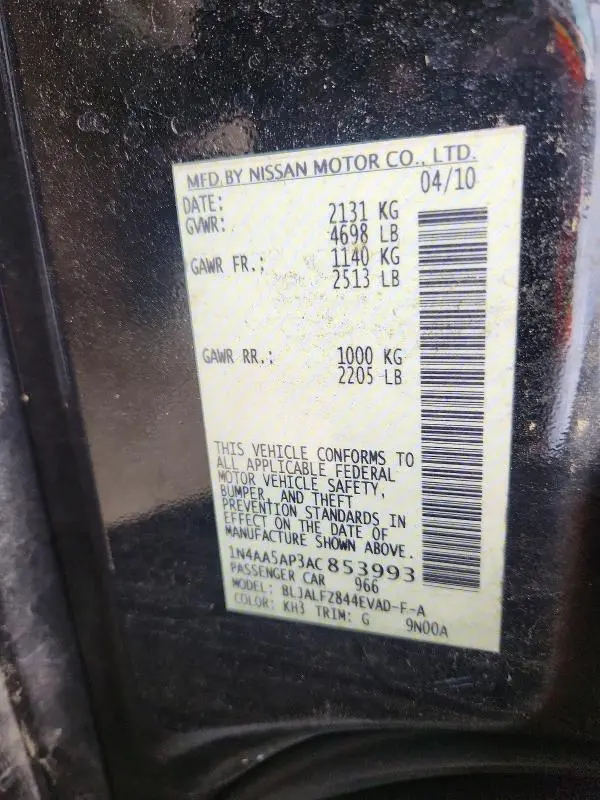 MFD. BY NISSAN MOTOR CO., LTD.
DATE: 04/10
GVWR: 2131 KG
4698 LB
GAWR FR.: 1140 KG
2513 LB
GAWR RR.: 1000 KG
2205 LB
THIS VEHICLE CONFORMS TO
ALL APPLICABLE FEDERAL
MOTOR VEHICLE SAFETY,
BUMPER, AND THEFT
PREVENTION STANDARDS IN
EFFECT ON THE DATE OF
MANUFACTURE SHOWN ABOVE.
1N4AA5AP3AC853993
PASSENGER CAR 966
MODEL: BLJALFZ844EVAD-F-A
COLOR: KH3 TRIM: G 9N00A